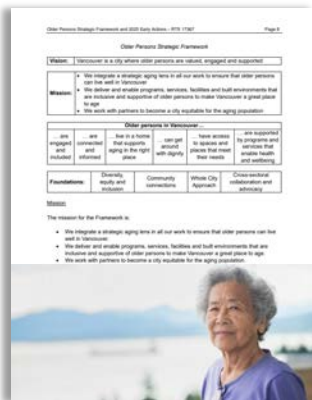 Older Persons Strategic Framework and 2025 Early Actions – RTS 17367
Page 8
Older Persons Strategic Framework
Vision: Vancouver is a city where older persons are valued, engaged and supported
Mission:
• We integrate a strategic aging lens in all our work to ensure that older persons
can live well in Vancouver
• We deliver and enable programs, services, facilities and built environments that
are inclusive and supportive of older persons to make Vancouver a great place
to age
• We work with partners to become a city equitable for the aging population
Older persons in Vancouver…
… are
engaged
and
included
… are
connected
and
informed
… live in a home
that supports
aging in the right
place
… can get
around
with dignity
… have access
to spaces and
places that meet
their needs
… are supported
by programs and
services that
enable health
and wellbeing
Foundations:
Diversity,
equity and
inclusion
Community
connections
Whole City
Approach
Cross-sectoral
collaboration and
advocacy
Mission
The mission for the Framework is:
• We integrate a strategic aging lens in all our work to ensure that older persons can live
well in Vancouver.
• We deliver and enable programs, services, facilities and built environments that are
inclusive and supportive of older persons to make Vancouver a great place to age.
• We work with partners to become a city equitable for the aging population.